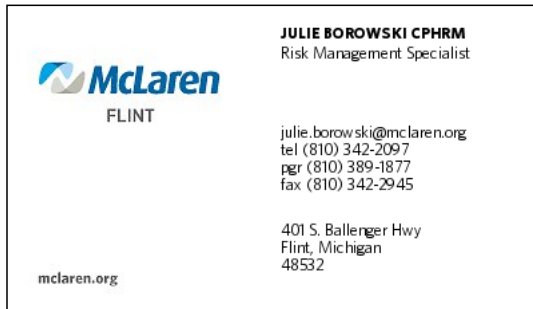 McLaren
FLINT
mclaren.org
JULIE BOROWSKI CPHRM
Risk Management Specialist
julie.borowski@mclaren.org
tel (810) 342-2097
pgr (810) 389-1877
fax (810) 342-2945
401 S. Ballenger Hwy
Flint, Michigan
48532